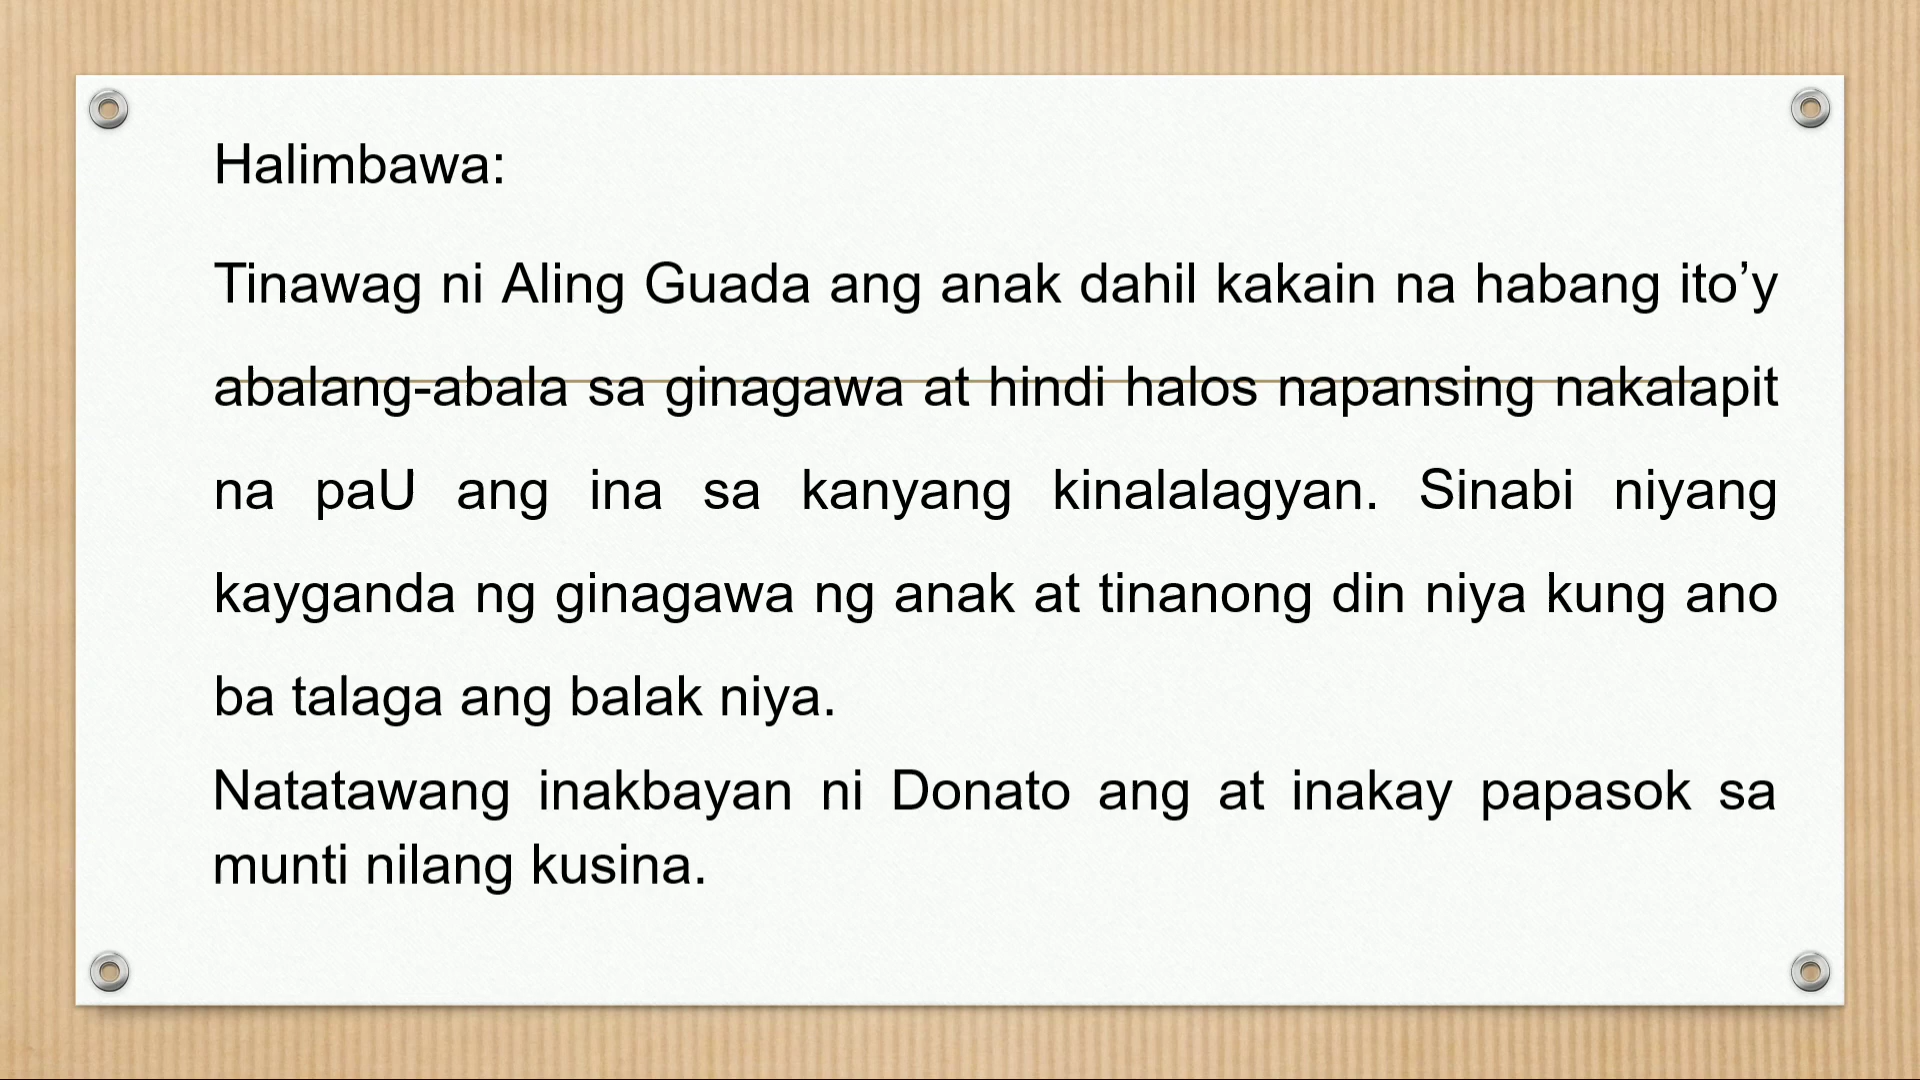 Halimbawa:
Tinawag ni Aling Guada ang anak dahil kakain na habang ito’y
abalang-abala sa ginagawa at hindi halos napansing nakalapit
na paU ang ina sa kanyang kinalalagyan. Sinabi niyang
kayganda ng ginagawa ng anak at tinanong din niya kung ano
ba talaga ang balak niya.
Natatawang inakbayan ni Donato ang at inakay papasok sa
munti nilang kusina.